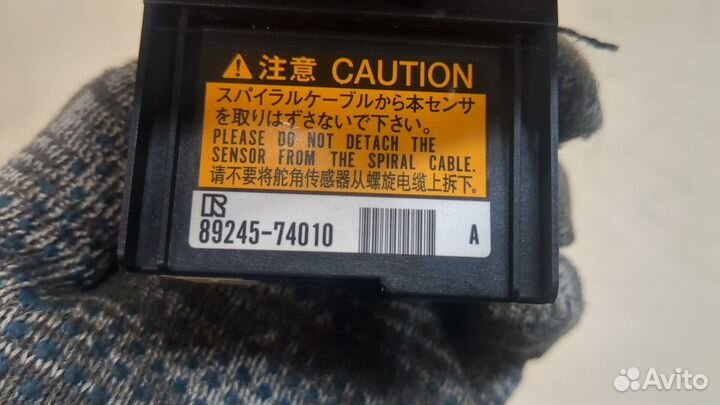 ⚠注意 CAUTION
スパイラルケーブルから本センサ
を取りはずさないで下さい。
PLEASE DO NOT DETACH THE
SENSOR FROM THE SPIRAL CABLE.
请不要将舵角传感器从螺旋电缆上拆下。
89245-74010 A
Avito